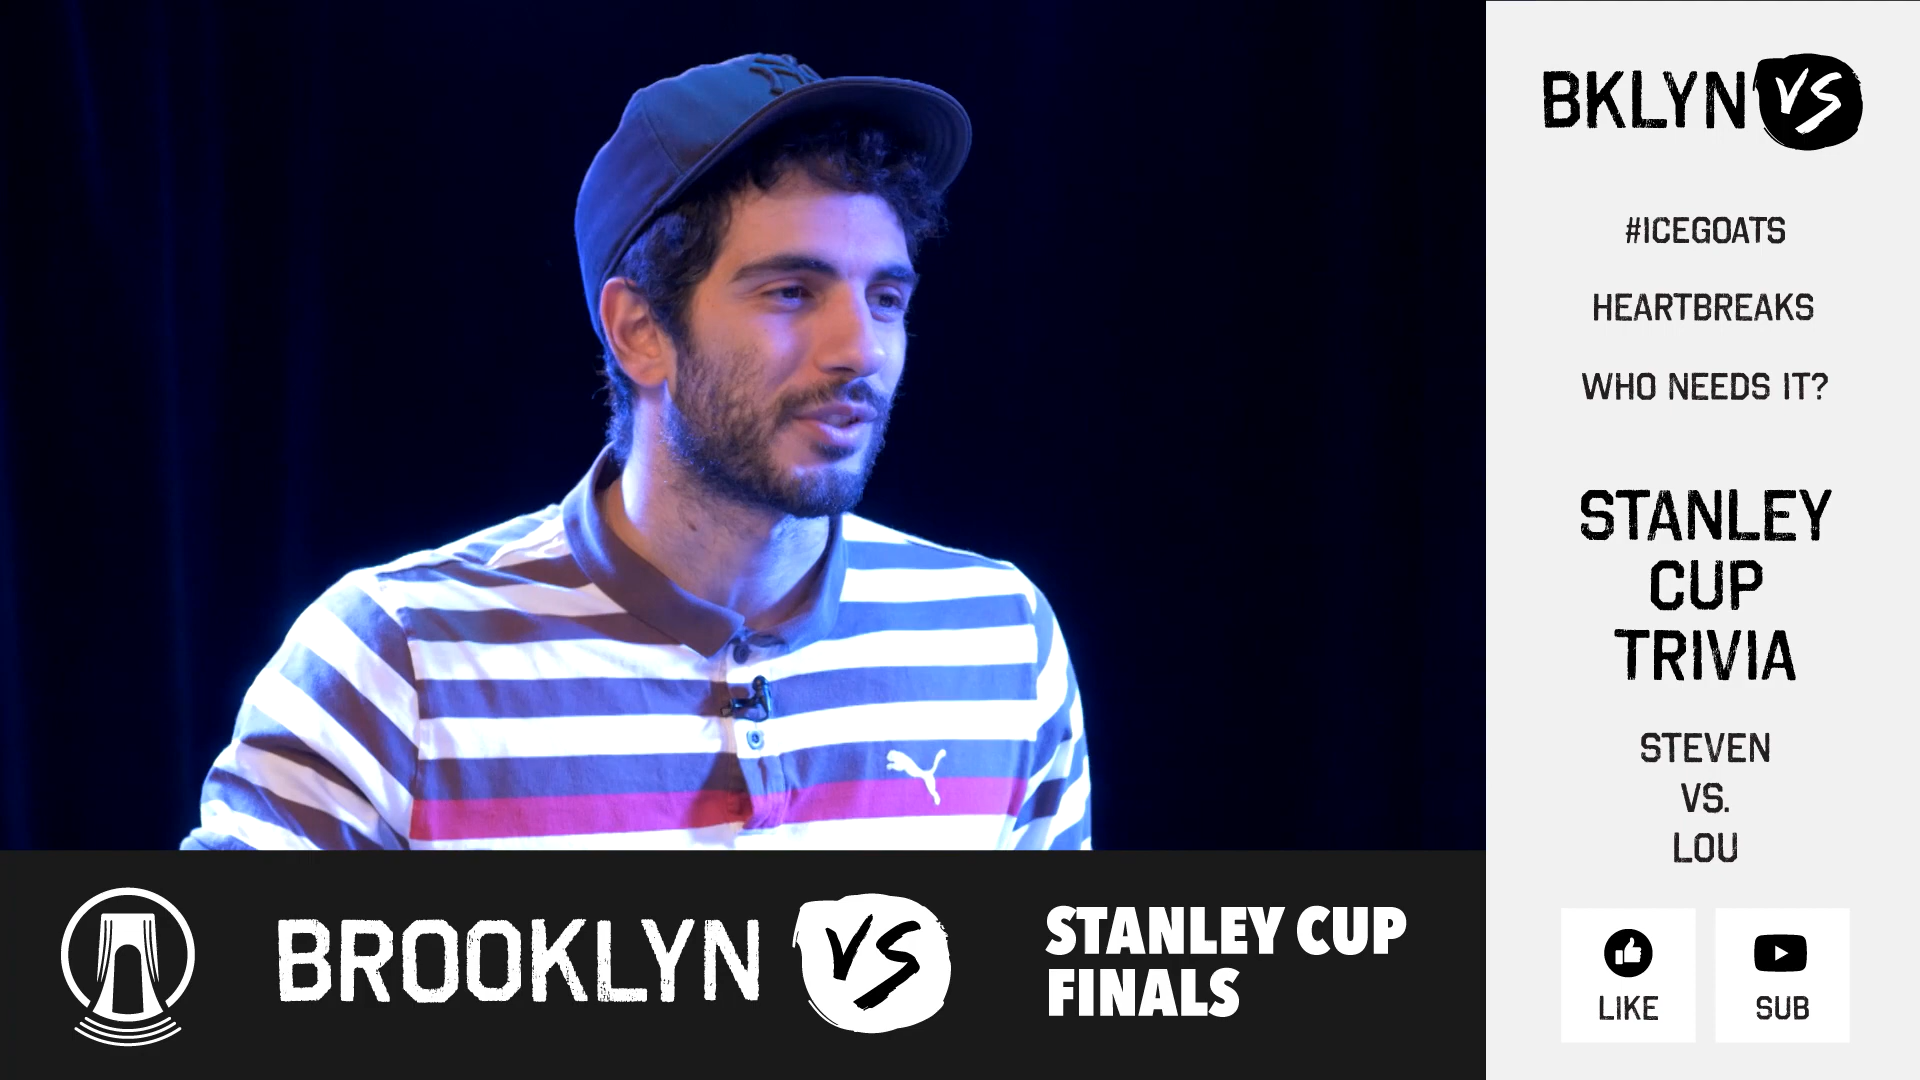 BKLYN VS
#ICEGOATS
HEARTBREAKS
WHO NEEDS IT?
STANLEY
CUP
TRIVIA
STEVEN
VS.
LOU
LIKE
SUB
BROOKLYN VS
STANLEY CUP
FINALS
NY